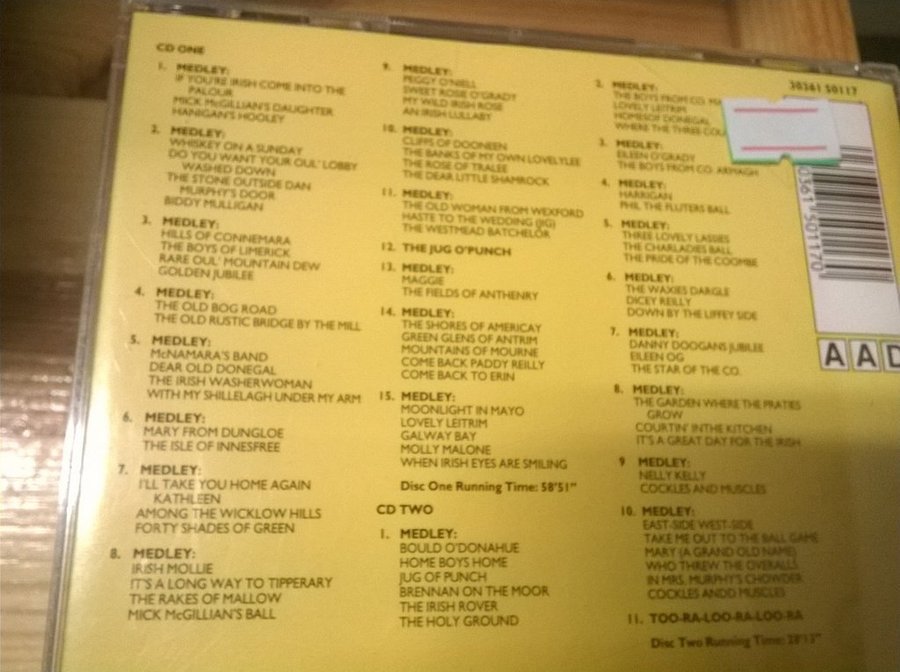 CD ONE
1. MEDLEY:
IF YOU'RE IRISH COME INTO THE
PALOUR
MICK McGILLIAN'S DAUGHTER
HANIGAN'S HOOLEY
2. MEDLEY:
WHISKEY ON A SUNDAY
DO YOU WANT YOUR OUL' LOBBY
WASHED DOWN
THE STONE OUTSIDE DAN
MURPHY'S DOOR
BIDDY MULLIGAN
3. MEDLEY:
HILLS OF CONNEMARA
THE BOYS OF LIMERICK
RARE OUL' MOUNTAIN DEW
GOLDEN JUBILEE
4. MEDLEY:
THE OLD BOG ROAD
THE OLD RUSTIC BRIDGE BY THE MILL
5. MEDLEY:
McNAMARA'S BAND
DEAR OLD DONEGAL
THE IRISH WASHERWOMAN
WITH MY SHILLELAGH UNDER MY ARM
6. MEDLEY:
MARY FROM DUNGLOE
THE ISLE OF INNESFREE
7. MEDLEY:
I'LL TAKE YOU HOME AGAIN
KATHLEEN
AMONG THE WICKLOW HILLS
FORTY SHADES OF GREEN
8. MEDLEY:
IRISH MOLLIE
IT'S A LONG WAY TO TIPPERARY
THE RAKES OF MALLOW
MICK McGILLIAN'S BALL
9. MEDLEY:
PEGGY O'NIELL
SWEET ROSIE O'GRADY
MY WILD IRISH ROSE
AN IRISH LULLABY
10. MEDLEY:
CLIFFS OF DOONEEN
THE BANKS OF MY OWN LOVELYLEE
THE ROSE OF TRALEE
THE DEAR LITTLE SHAMROCK
11. MEDLEY:
THE OLD WOMAN FROM WEXFORD
HASTE TO THE WEDDING (JIG)
THE WESTMEAD BATCHELOR
12. THE JUG O'PUNCH
13. MEDLEY:
MAGGIE
THE FIELDS OF ANTHENRY
14. MEDLEY:
THE SHORES OF AMERICAY
GREEN GLENS OF ANTRIM
MOUNTAINS OF MOURNE
COME BACK PADDY REILLY
COME BACK TO ERIN
15. MEDLEY:
MOONLIGHT IN MAYO
LOVELY LEITRIM
GALWAY BAY
MOLLY MALONE
WHEN IRISH EYES ARE SMILING
Disc One Running Time: 58'51"
CD TWO
1. MEDLEY:
BOULD O'DONAHUE
HOME BOYS HOME
JUG OF PUNCH
BRENNAN ON THE MOOR
THE IRISH ROVER
THE HOLY GROUND
2. MEDLEY:
THE BOYS FROM CO.
LOVELY LEITRIM
HOMESOF DONEGAL
WHERE THE THREE
3. MEDLEY:
EILEEN O'GRADY
THE BOYS FROM CO. ARMAGH
4. MEDLEY:
HARRIGAN
PHIL THE FLUTERS BALL
5. MEDLEY:
THREE LOVELY LASSIES
THE CHARLADIES BALL
THE PRIDE OF THE COOMBE
6. MEDLEY:
THE WAXIES DARGLE
DICEY REILLY
DOWN BY THE LIFFEY SIDE
7. MEDLEY:
DANNY DOOGANS JUBILEE
EILEEN OG
THE STAR OF THE CO.
8. MEDLEY:
THE GARDEN WHERE THE PRATIES
GROW
COURTIN' INTHE KITCHEN
IT'S A GREAT DAY FOR THE IRISH
9 MEDLEY:
NELLY KELLY
COCKLES AND MUSCLES
10. MEDLEY:
EAST-SIDE WEST-SIDE
TAKE ME OUT TO THE BALL GAME
MARY (A GRAND OLD NAME)
WHO THREW THE OVERALLS
IN MRS. MURPHY'S CHOWDER
COCKLES ANDD MUSCLES
11. TOO-RA-LOO-RA-LOO-RA
Disc Two Running Time:
20361 50117
AAD